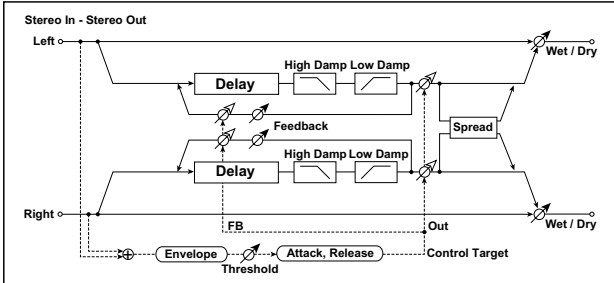 Stereo In - Stereo Out
Left
Wet / Dry
High Damp Low Damp
Delay
Feedback
Spread
High Damp Low Damp
Delay
Right
FB
Out
Wet / Dry
Envelope
Threshold
Attack, Release
Control Target